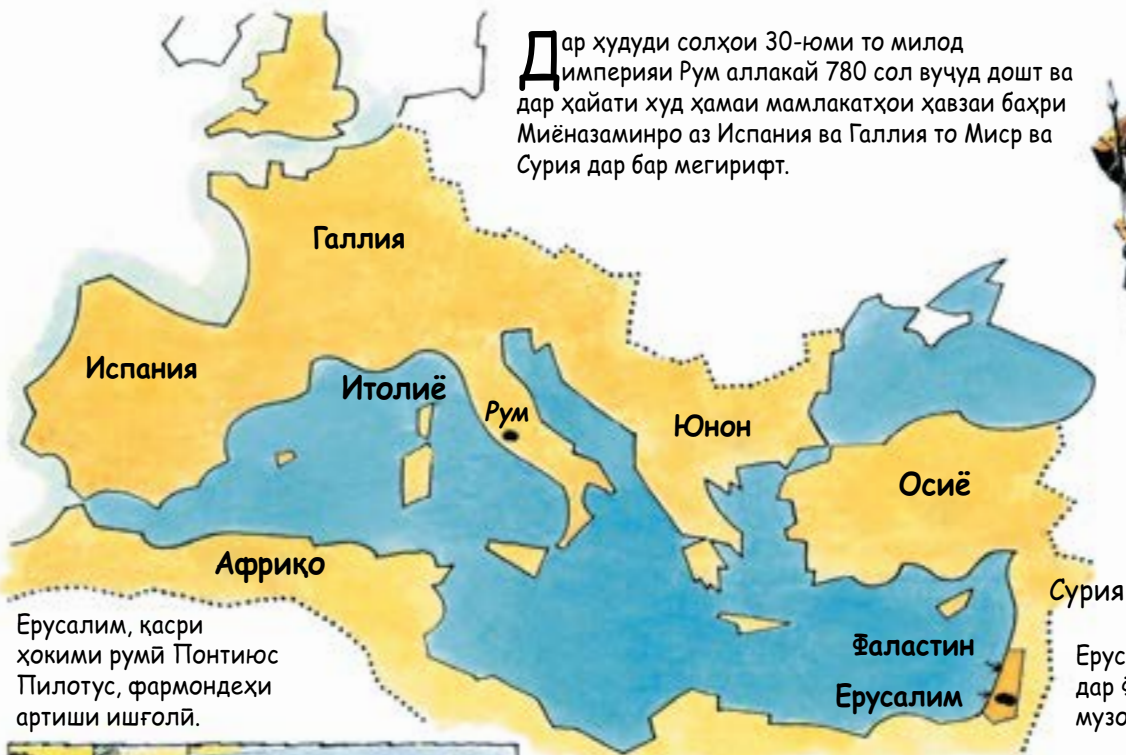 Дар ҳудуди солҳои 30-юми то милод
империяи Рум аллакай 780 сол вуҷуд дошт ва
дар ҳайати худ ҳамаи мамлакатҳои ҳавзаи баҳри
Миёназаминро аз Испания ва Галлия то Миср ва
Сурия дар бар мегирифт.
Галлия
Испания
Итолиё
Рум
Юнон
Осиё
Африқо
Сурия
Ерусалим, қасри
ҳокими румӣ Понтиюс
Пилотус, фармондеҳи
артиши ишғолӣ.
Фаластин
Ерусалим
дар